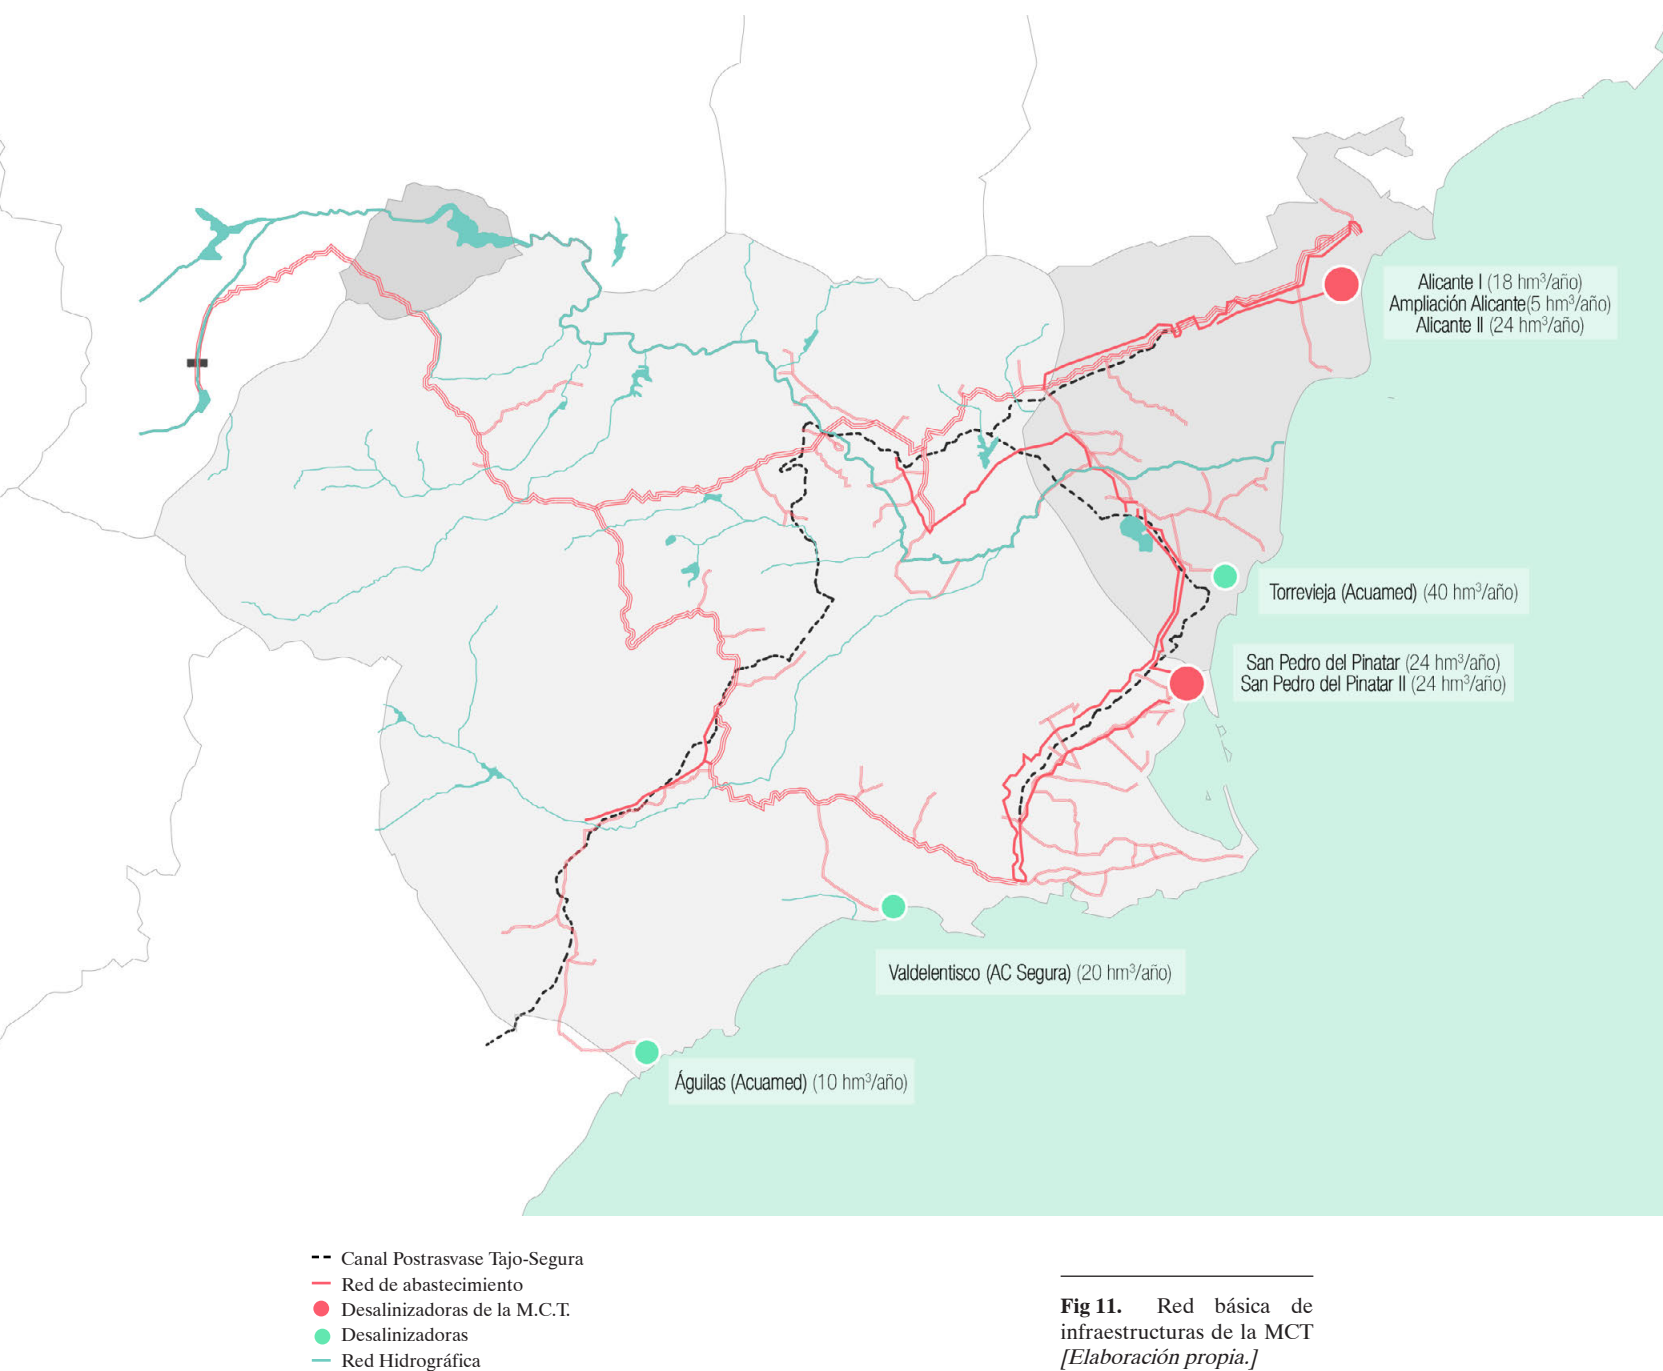 Alicante I (18 hm³/año)
Ampliación Alicante(5 hm³/año)
Alicante II (24 hm³/año)
Torrevieja (Acuamed) (40 hm³/año)
San Pedro del Pinatar (24 hm³/año)
San Pedro del Pinatar II (24 hm³/año)
Valdelentisco (AC Segura) (20 hm³/año)
Águilas (Acuamed) (10 hm³/año)
Canal Postrasvase Tajo-Segura
Red de abastecimiento
Desalinizadoras de la M.C.T.
Desalinizadoras
Red Hidrográfica
Fig 11. Red básica de
infraestructuras de la MCT
[Elaboración propia.]